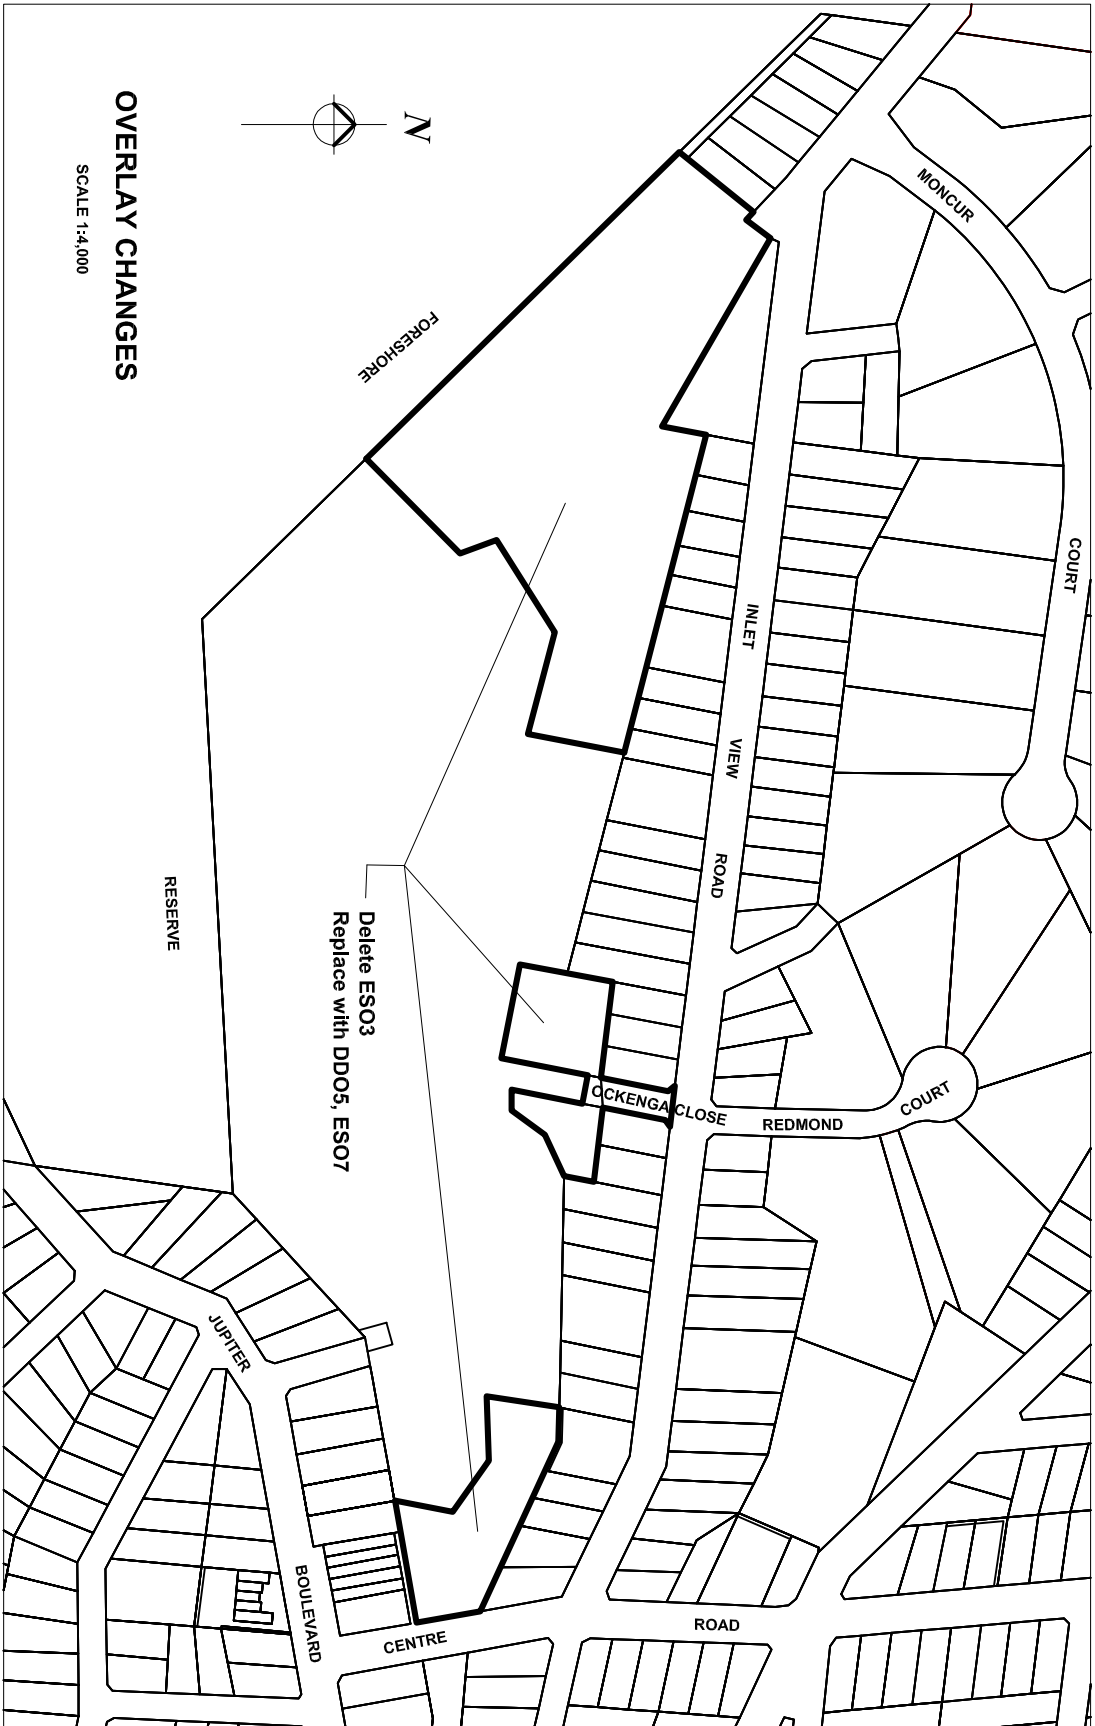 OVERLAY CHANGES
SCALE 1:4,000
N
MONCUR
COURT
FORESHORE
INLET
VIEW
ROAD
Delete ESO3
Replace with DDO5, ESO7
RESERVE
OCKENGA CLOSE
REDMOND
COURT
JUPITER
BOULEVARD
CENTRE
ROAD